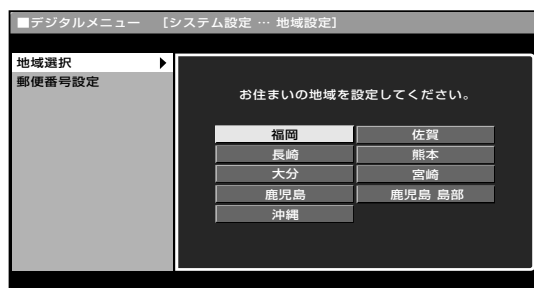 ■デジタルメニュー [システム設定 … 地域設定]
地域選択
郵便番号設定
お住まいの地域を設定してください。
福岡 佐賀
長崎 熊本
大分 宮崎
鹿児島 鹿児島 島部
沖縄